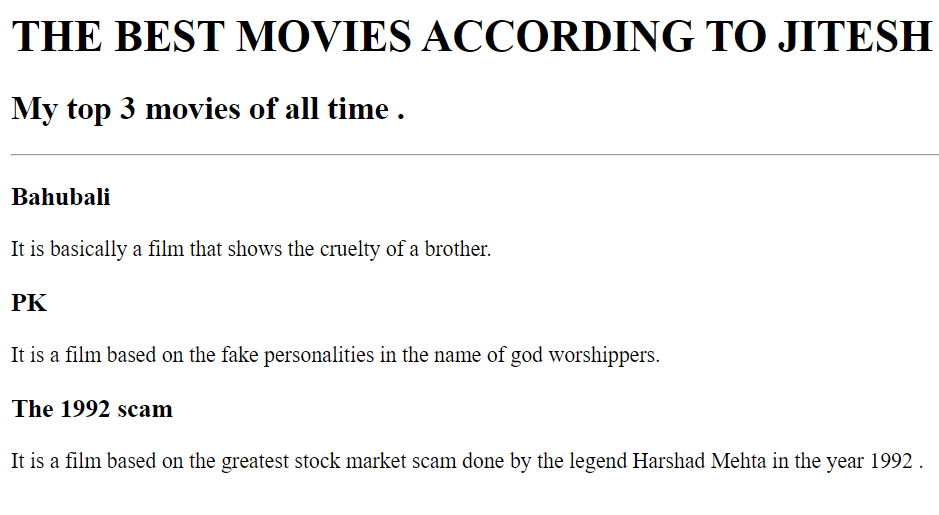 THE BEST MOVIES ACCORDING TO JITESH
My top 3 movies of all time .
Bahubali
It is basically a film that shows the cruelty of a brother.
PK
It is a film based on the fake personalities in the name of god worshippers.
The 1992 scam
It is a film based on the greatest stock market scam done by the legend Harshad Mehta in the year 1992 .